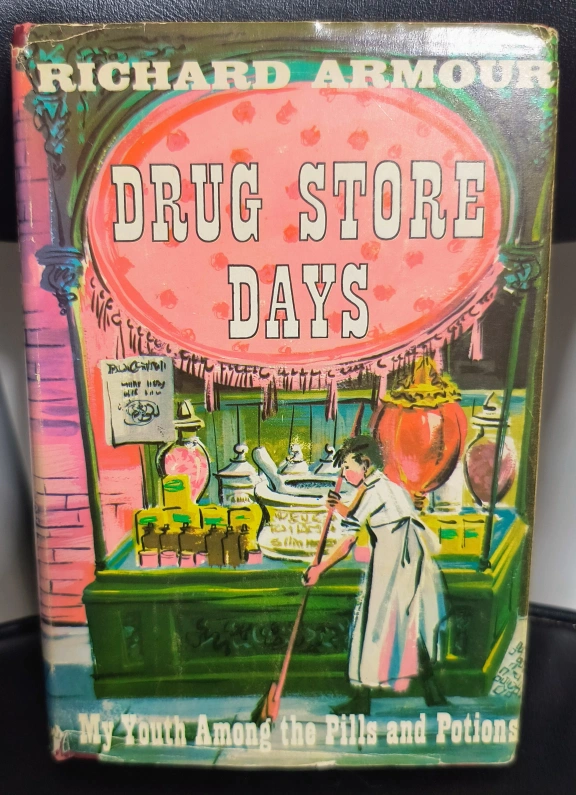 RICHARD ARMOUR
DRUG STORE
DAYS
My Youth Among the Pills and Potions